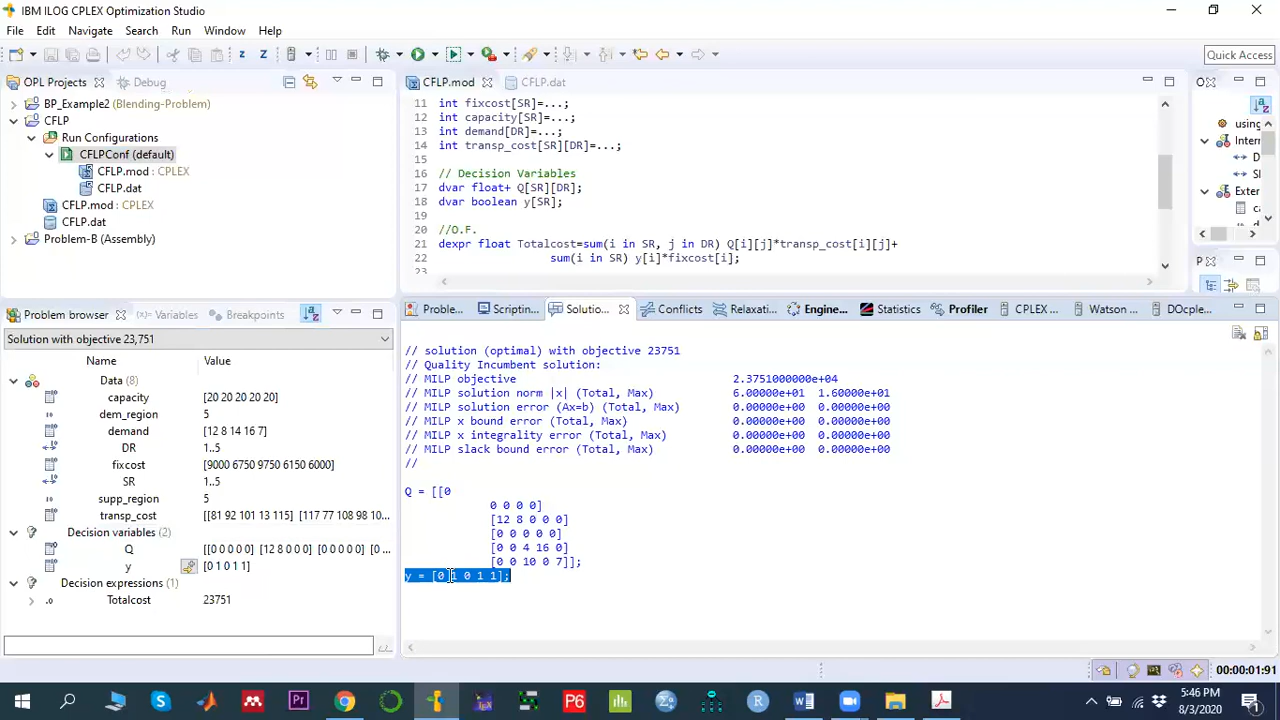 IBM ILOG CPLEX Optimization Studio
File Edit Navigate Search Run Window Help
Quick Access
OPL Projects Debug
BP_Example2 (Blending-Problem)
CFLP
Run Configurations
CFLPConf (default)
CFLP.mod : CPLEX
CFLP.dat
CFLP.mod : CPLEX
CFLP.dat
Problem-B (Assembly)
CFLP.mod CFLP.dat
11 int fixcost[SR]=...;
12 int capacity[SR]=...;
13 int demand[DR]=...;
14 int transp_cost[SR][DR]=...;
15
16 // Decision Variables
17 dvar float+ Q[SR][DR];
18 dvar boolean y[SR];
19
20 //O.F.
21 dexpr float Totalcost=sum(i in SR, j in DR) Q[i][j]*transp_cost[i][j]+
22 sum(i in SR) y[i]*fixcost[i];
23
using
Intern
D
SI
Exter
ca
Problem browser Variables Breakpoints
Solution with objective 23,751
Name Value
Data (8)
capacity [20 20 20 20 20]
dem_region 5
demand [12 8 14 16 7]
DR 1..5
fixcost [9000 6750 9750 6150 6000]
SR 1..5
supp_region 5
transp_cost [[81 92 101 13 115] [117 77 108 98 10...
Decision variables (2)
Q [[0 0 0 0 0] [12 8 0 0 0] [0 0 0 0 0] [0 ...
y [0 1 0 1 1]
Decision expressions (1)
Totalcost 23751
Proble... Scriptin... Solutio... Conflicts Relaxati... Engine... Statistics Profiler CPLEX ... Watson ... DOcple...
// solution (optimal) with objective 23751
// Quality Incumbent solution:
// MILP objective 2.3751000000e+04
// MILP solution norm |x| (Total, Max) 6.00000e+01 1.60000e+01
// MILP solution error (Ax=b) (Total, Max) 0.00000e+00 0.00000e+00
// MILP x bound error (Total, Max) 0.00000e+00 0.00000e+00
// MILP x integrality error (Total, Max) 0.00000e+00 0.00000e+00
// MILP slack bound error (Total, Max) 0.00000e+00 0.00000e+00
//
Q = [[0
0 0 0 0]
[12 8 0 0 0]
[0 0 0 0 0]
[0 0 4 16 0]
[0 0 10 0 7]];
y = [0 1 0 1 1];
00:00:01:91
5:46 PM
8/3/2020